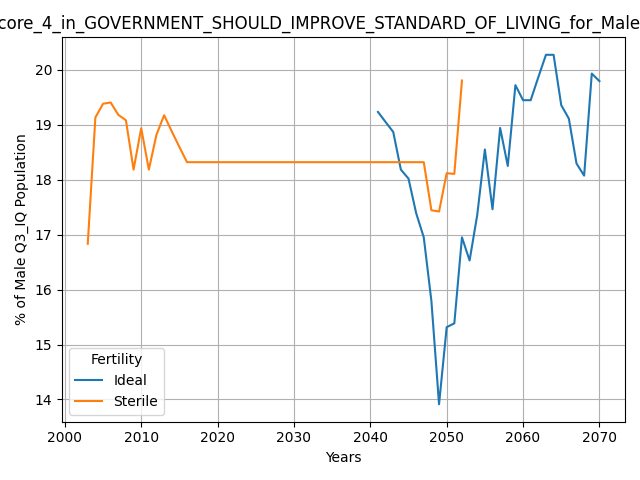 core_4_in_GOVERNMENT_SHOULD_IMPROVE_STANDARD_OF_LIVING_for_Male
% of Male Q3_IQ Population
20
19
18
17
16
15
14
Fertility
Ideal
Sterile
2000 2010 2020 2030 2040 2050 2060 2070
Years